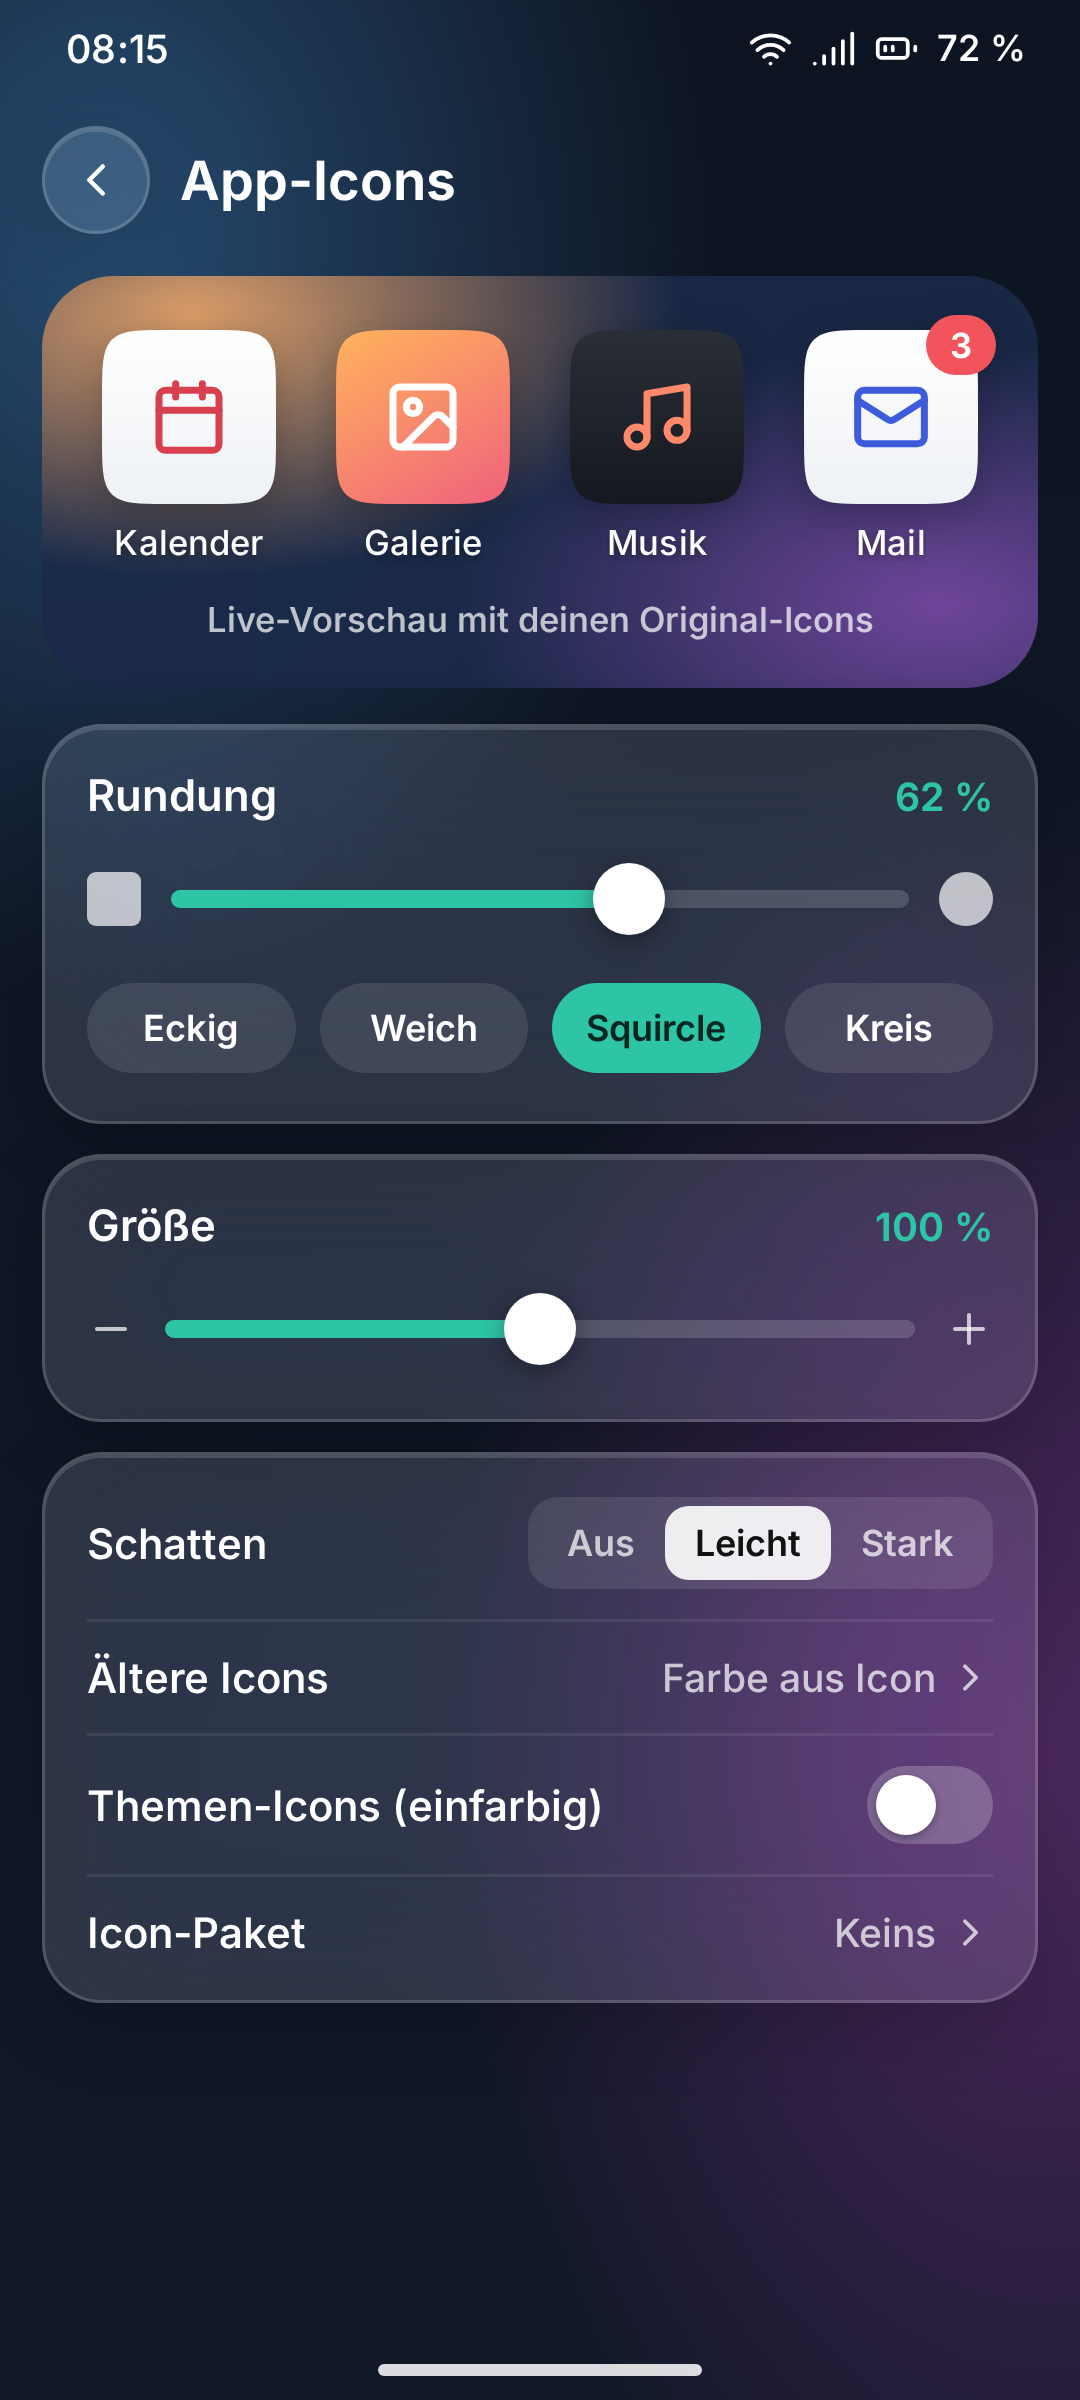 08:15
72 %
App-Icons
3
Kalender
Galerie
Musik
Mail
Live-Vorschau mit deinen Original-Icons
Rundung
62 %
Eckig
Weich
Squircle
Kreis
Größe
100 %
Schatten
Aus
Leicht
Stark
Ältere Icons
Farbe aus Icon
Themen-Icons (einfarbig)
Icon-Paket
Keins